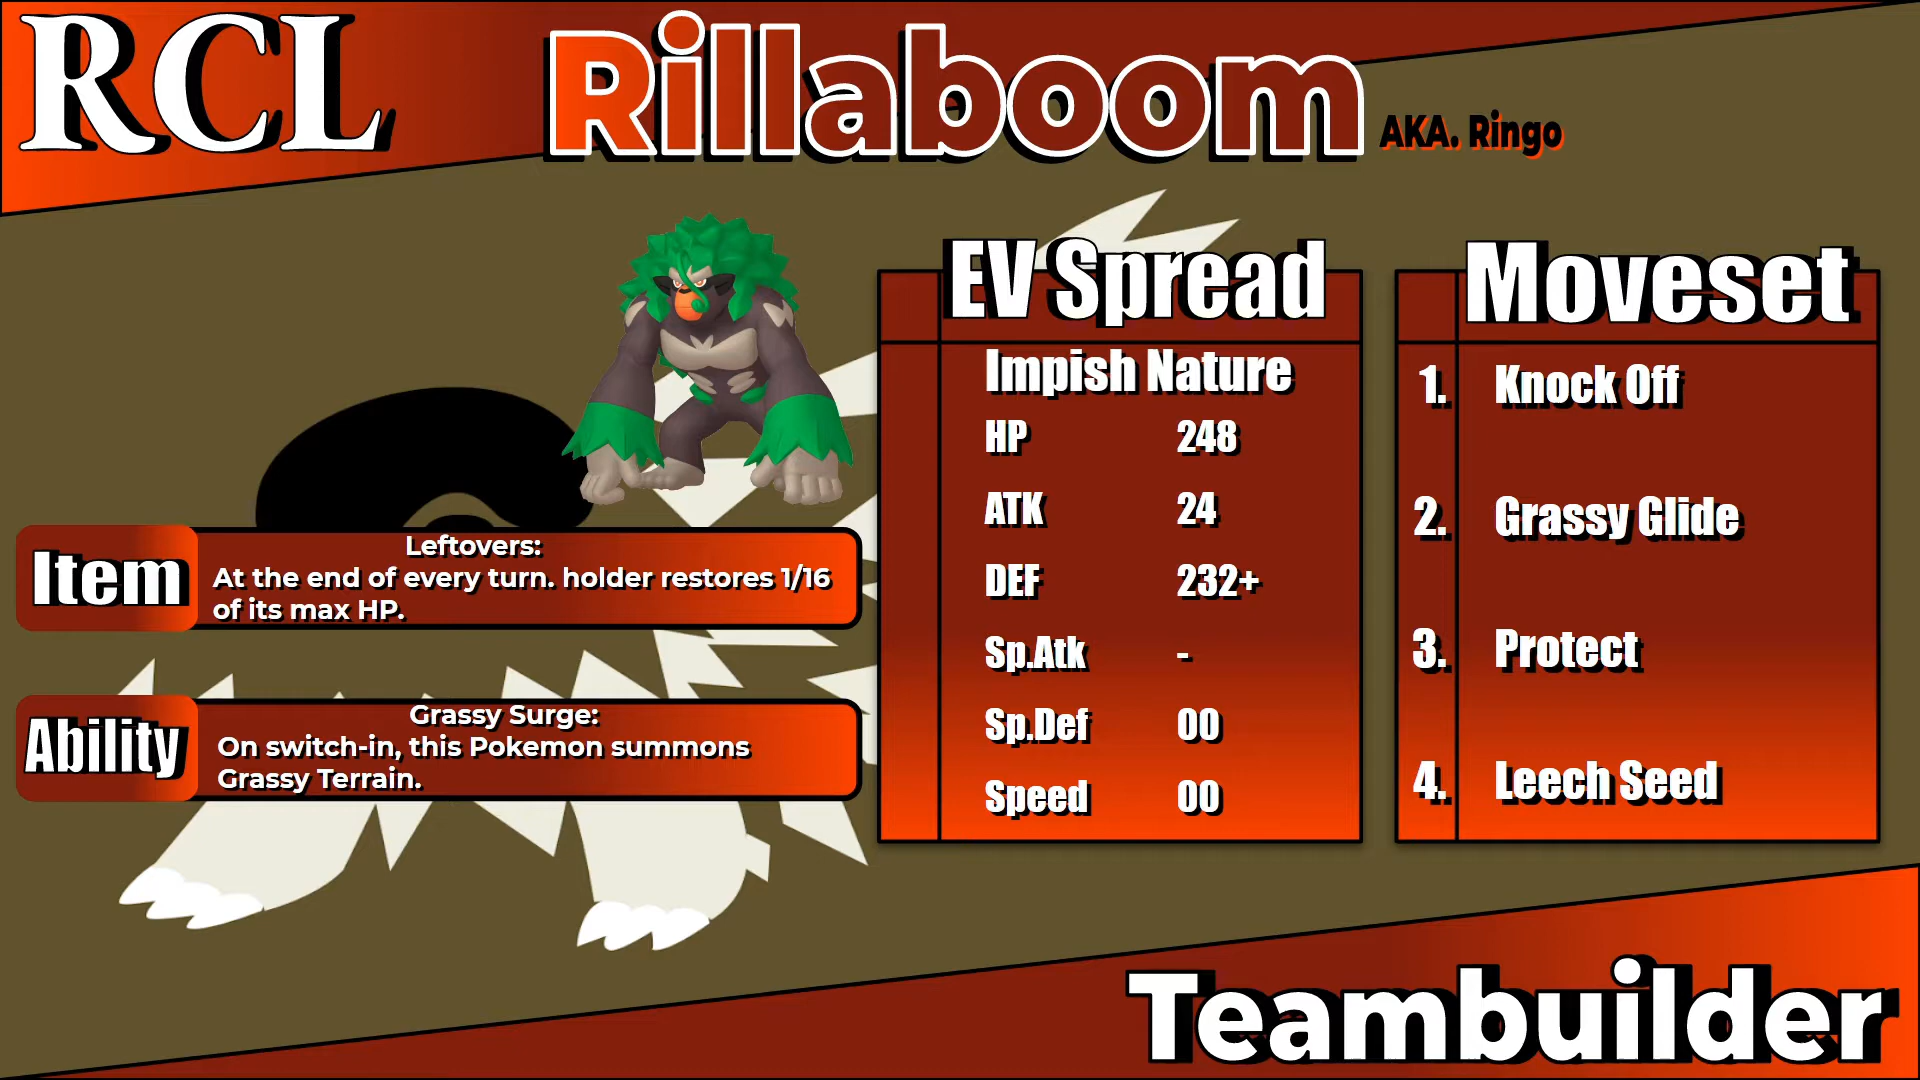 RCL
Rillaboom
AKA. Ringo
Item
Leftovers:
At the end of every turn. holder restores 1/16
of its max HP.
Ability
Grassy Surge:
On switch-in, this Pokemon summons
Grassy Terrain.
EV Spread
Impish Nature
HP 248
ATK 24
DEF 232+
Sp.Atk -
Sp.Def 00
Speed 00
Moveset
1. Knock Off
2. Grassy Glide
3. Protect
4. Leech Seed
Teambuilder